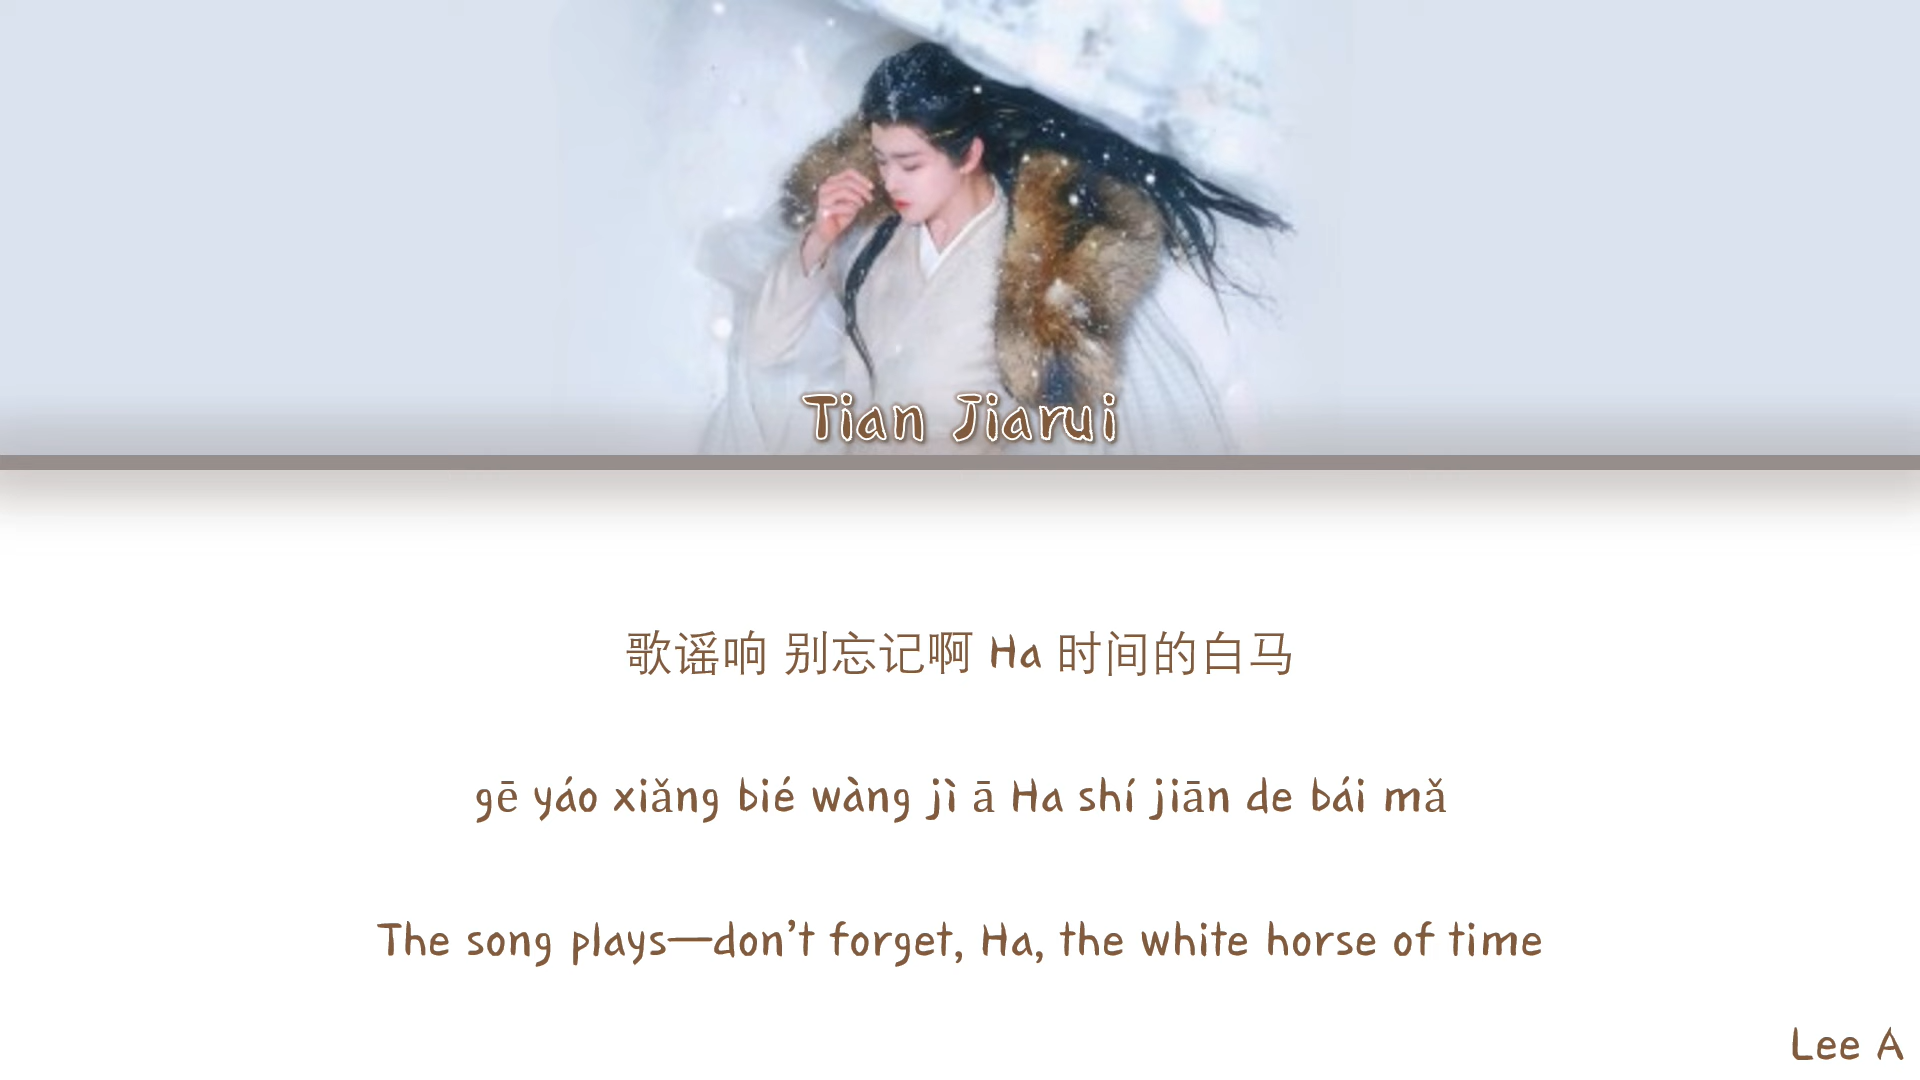 Tian Jiarui
歌谣响 别忘记啊 Ha 时间的白马
gē yáo xiǎng bié wàng jì ā Ha shí jiān de bái mǎ
The song plays—don’t forget, Ha, the white horse of time
Lee A